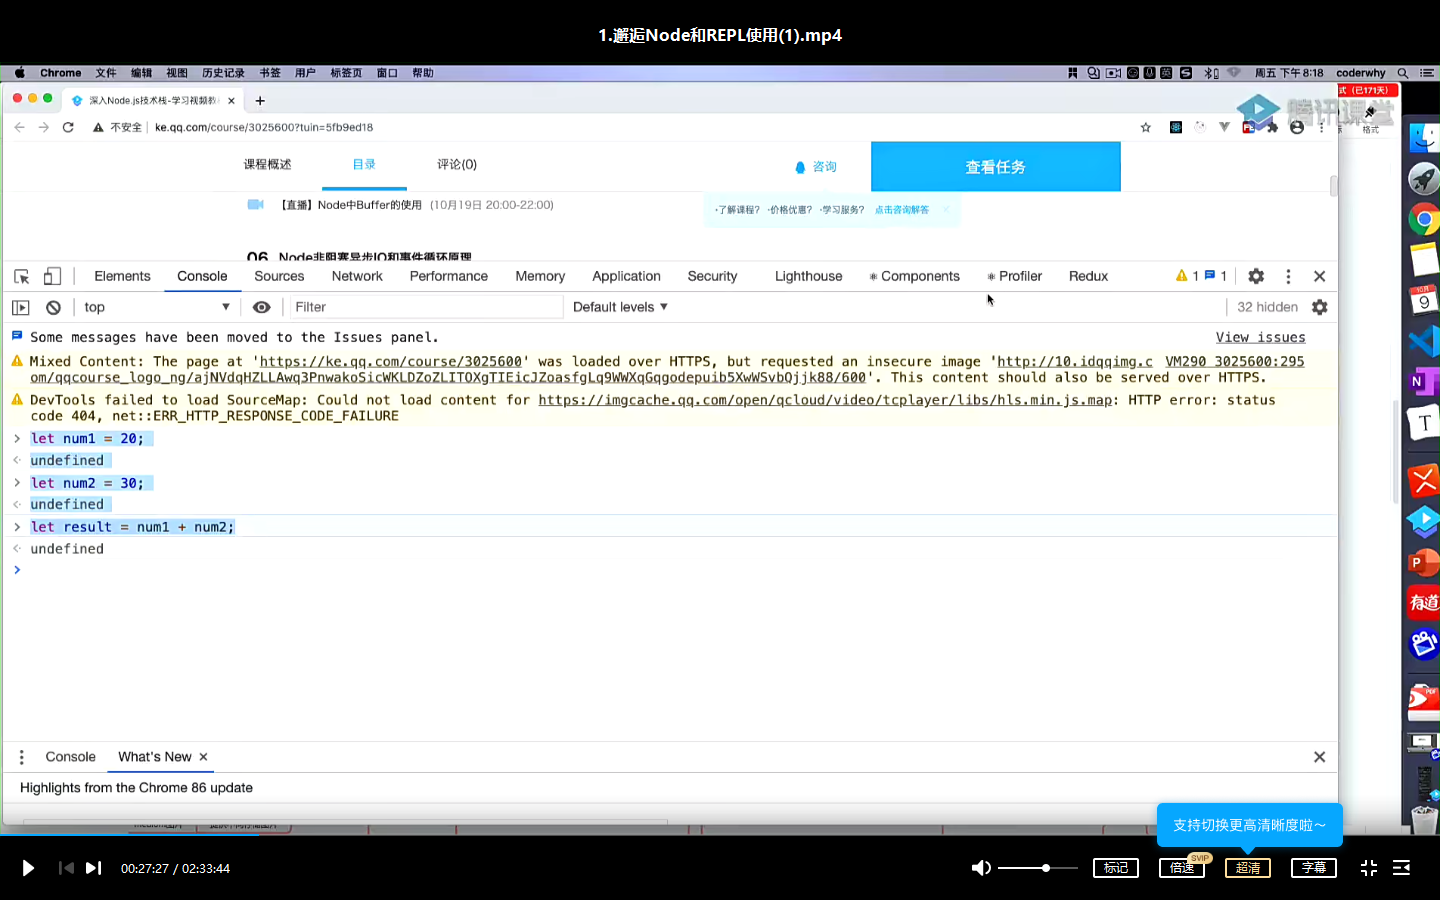 1.邂逅Node和REPL使用(1).mp4
Chrome 文件 编辑 视图 历史记录 书签 用户 标签页 窗口 帮助
周五 下午 8:18 coderwhy
深入Node.js技术栈-学习视频教
式 (已171天)
腾讯课堂
不安全 ke.qq.com/course/3025600?tuin=5fb9ed18
格式
课程概述 目录 评论(0) 咨询 查看任务
【直播】Node中Buffer的使用 (10月19日 20:00-22:00)
·了解课程? ·价格优惠? ·学习服务? 点击咨询解答
06 Node非阻塞异步IO和事件循环原理
Elements Console Sources Network Performance Memory Application Security Lighthouse Components Profiler Redux 1 1
top Filter Default levels 32 hidden
Some messages have been moved to the Issues panel. View issues
Mixed Content: The page at 'https://ke.qq.com/course/3025600' was loaded over HTTPS, but requested an insecure image 'http://10.idqqimg.c VM290 3025600:295
om/qqcourse_logo_ng/ajNVdqHZLLAwq3PnwakoSicWKLDZoZLITOXgTIEicJZoasfgLq9WWXqGqgodepuib5XwWSvbQjjk88/600'. This content should also be served over HTTPS.
DevTools failed to load SourceMap: Could not load content for https://imgcache.qq.com/open/qcloud/video/tcplayer/libs/hls.min.js.map: HTTP error: status
code 404, net::ERR_HTTP_RESPONSE_CODE_FAILURE
let num1 = 20;
undefined
let num2 = 30;
undefined
let result = num1 + num2;
undefined
Console What's New
Highlights from the Chrome 86 update
支持切换更高清晰度啦～
00:27:27 / 02:33:44 标记 倍速 SVIP 超清 字幕
9
N
T
P
有道
PDF